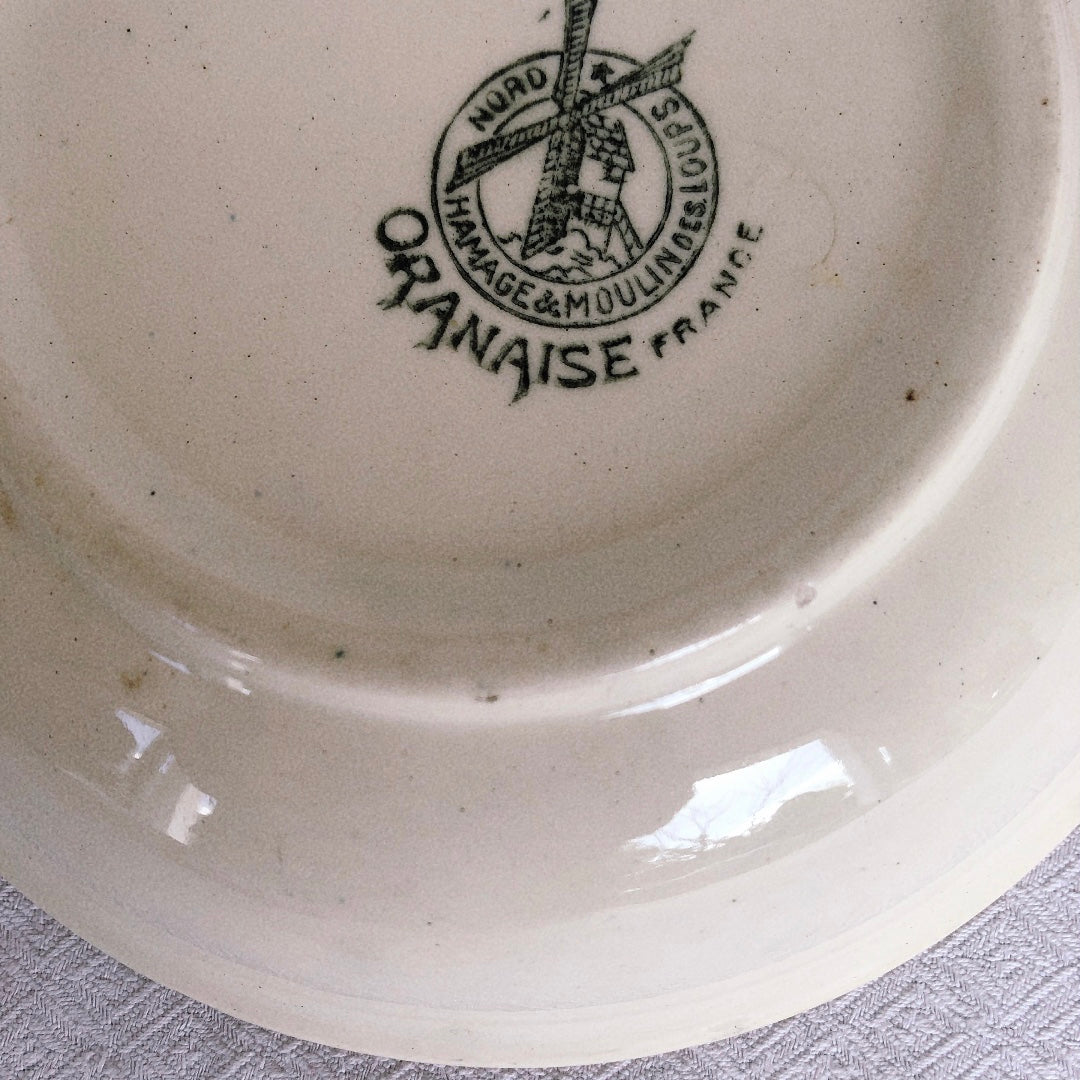 NORD
HAMAGE & MOULIN DES LOUPS
ORANAISE FRANCE